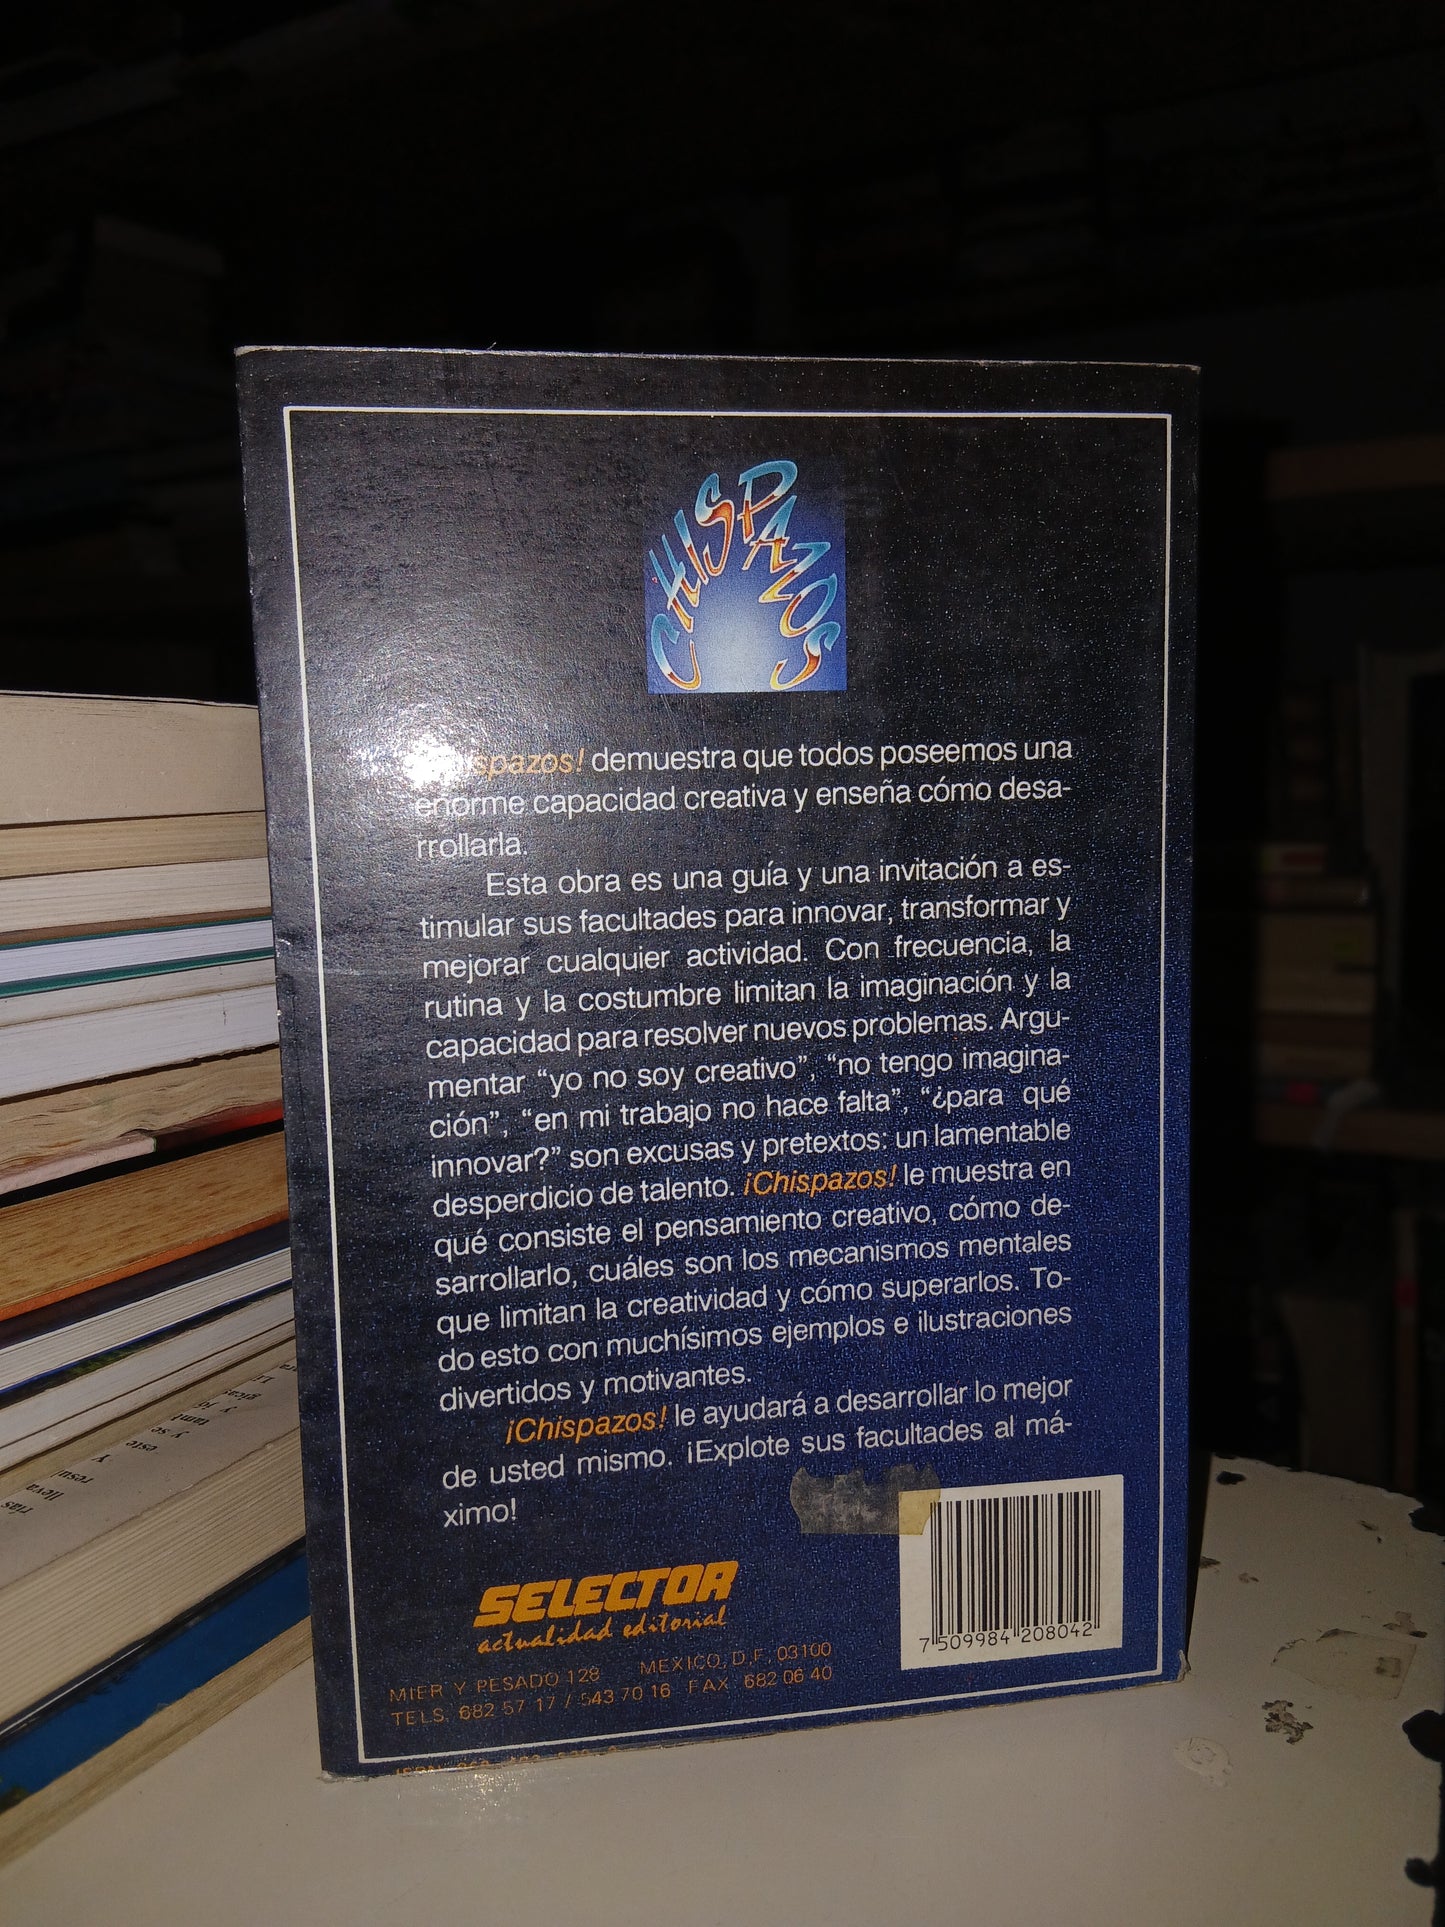 CHISPAZOS
¡Chispazos! demuestra que todos poseemos una
enorme capacidad creativa y enseña cómo desa-
rrollarla.
Esta obra es una guía y una invitación a es-
timular sus facultades para innovar, transformar y
mejorar cualquier actividad. Con frecuencia, la
rutina y la costumbre limitan la imaginación y la
capacidad para resolver nuevos problemas. Argu-
mentar “yo no soy creativo”, “no tengo imagina-
ción”, “en mi trabajo no hace falta”, “¿para qué
innovar?” son excusas y pretextos: un lamentable
desperdicio de talento. ¡Chispazos! le muestra en
qué consiste el pensamiento creativo, cómo de-
sarrollarlo, cuáles son los mecanismos mentales
que limitan la creatividad y cómo superarlos. To-
do esto con muchísimos ejemplos e ilustraciones
divertidos y motivantes.
¡Chispazos! le ayudará a desarrollar lo mejor
de usted mismo. ¡Explote sus facultades al má-
ximo!
SELECTOR
actualidad editorial
MIER Y PESADO 128 MEXICO, D.F., 03100
TELS. 682 57 17 / 543 70 16 FAX 682 06 40
7 509984 208042
rías
lleva
resu
y
este
y se
tam
y